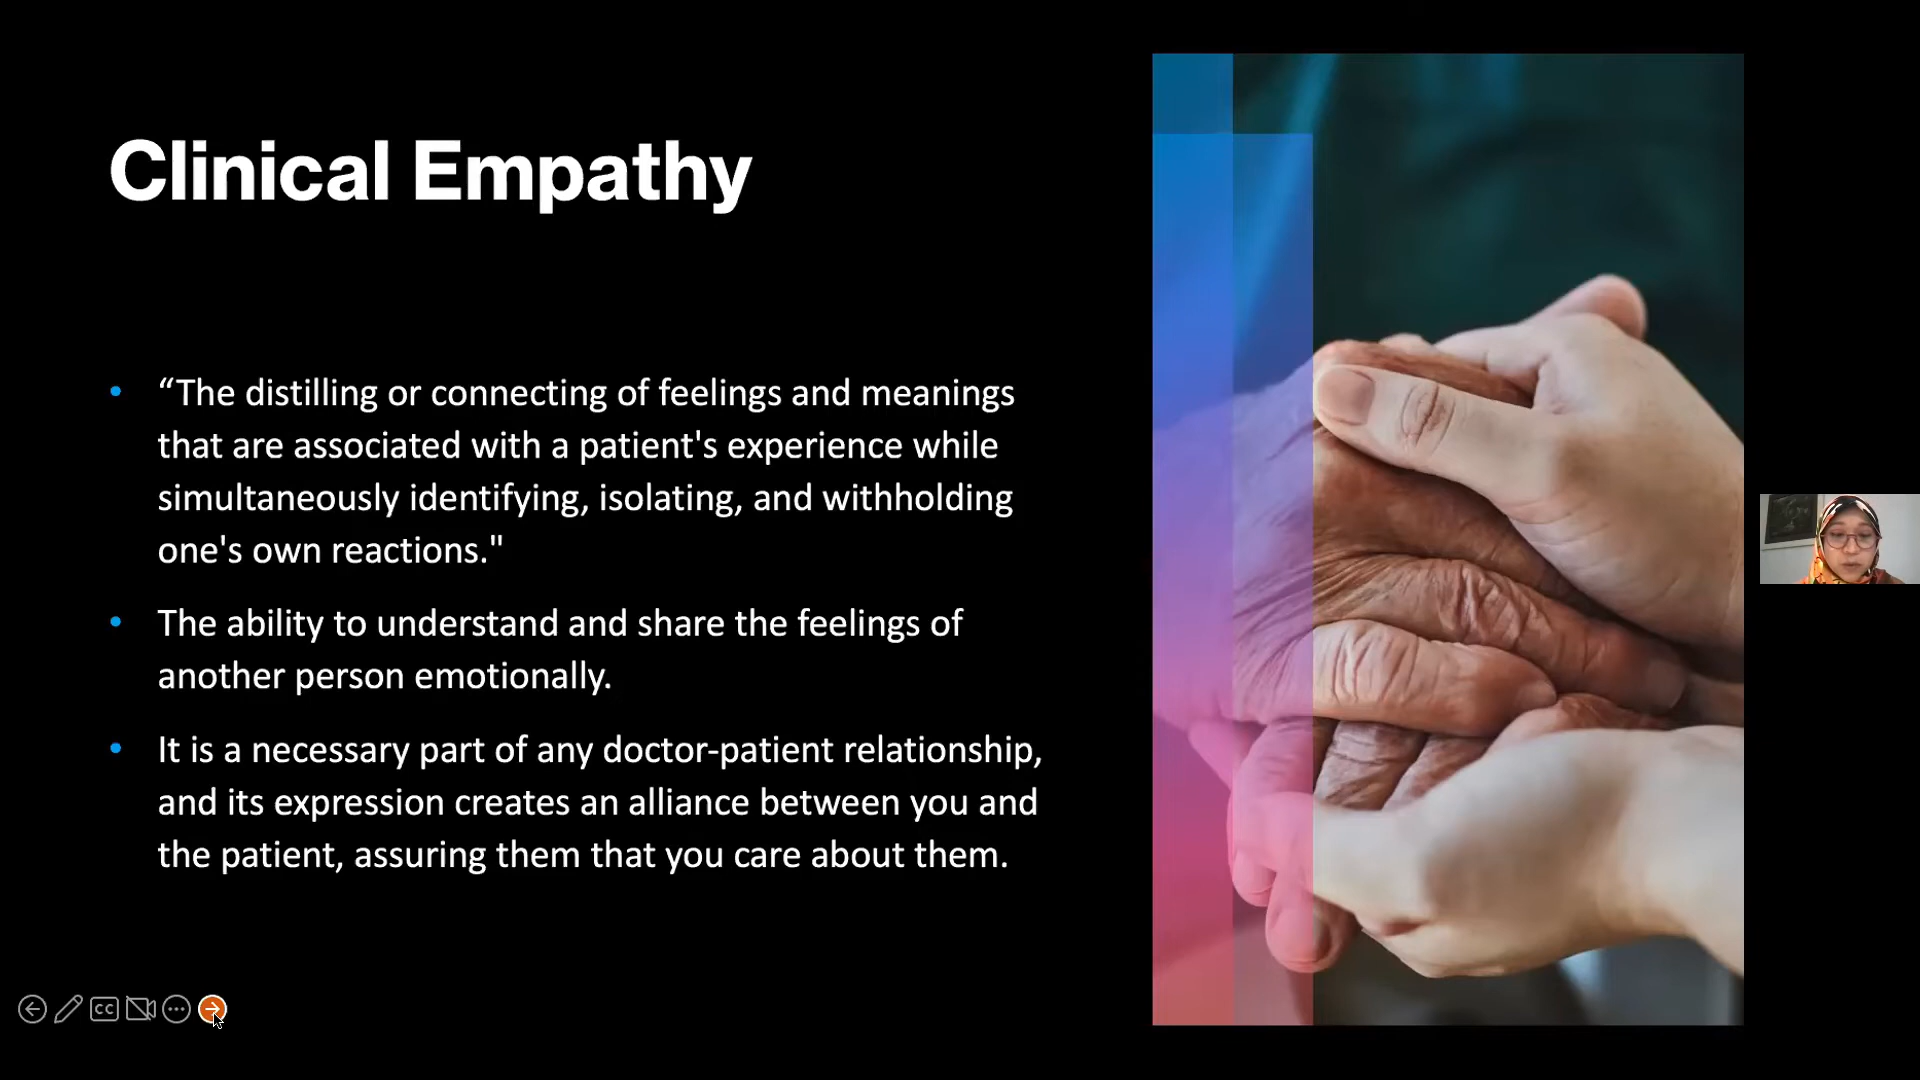 Clinical Empathy
• “The distilling or connecting of feelings and meanings
that are associated with a patient's experience while
simultaneously identifying, isolating, and withholding
one's own reactions."
• The ability to understand and share the feelings of
another person emotionally.
• It is a necessary part of any doctor-patient relationship,
and its expression creates an alliance between you and
the patient, assuring them that you care about them.
CC